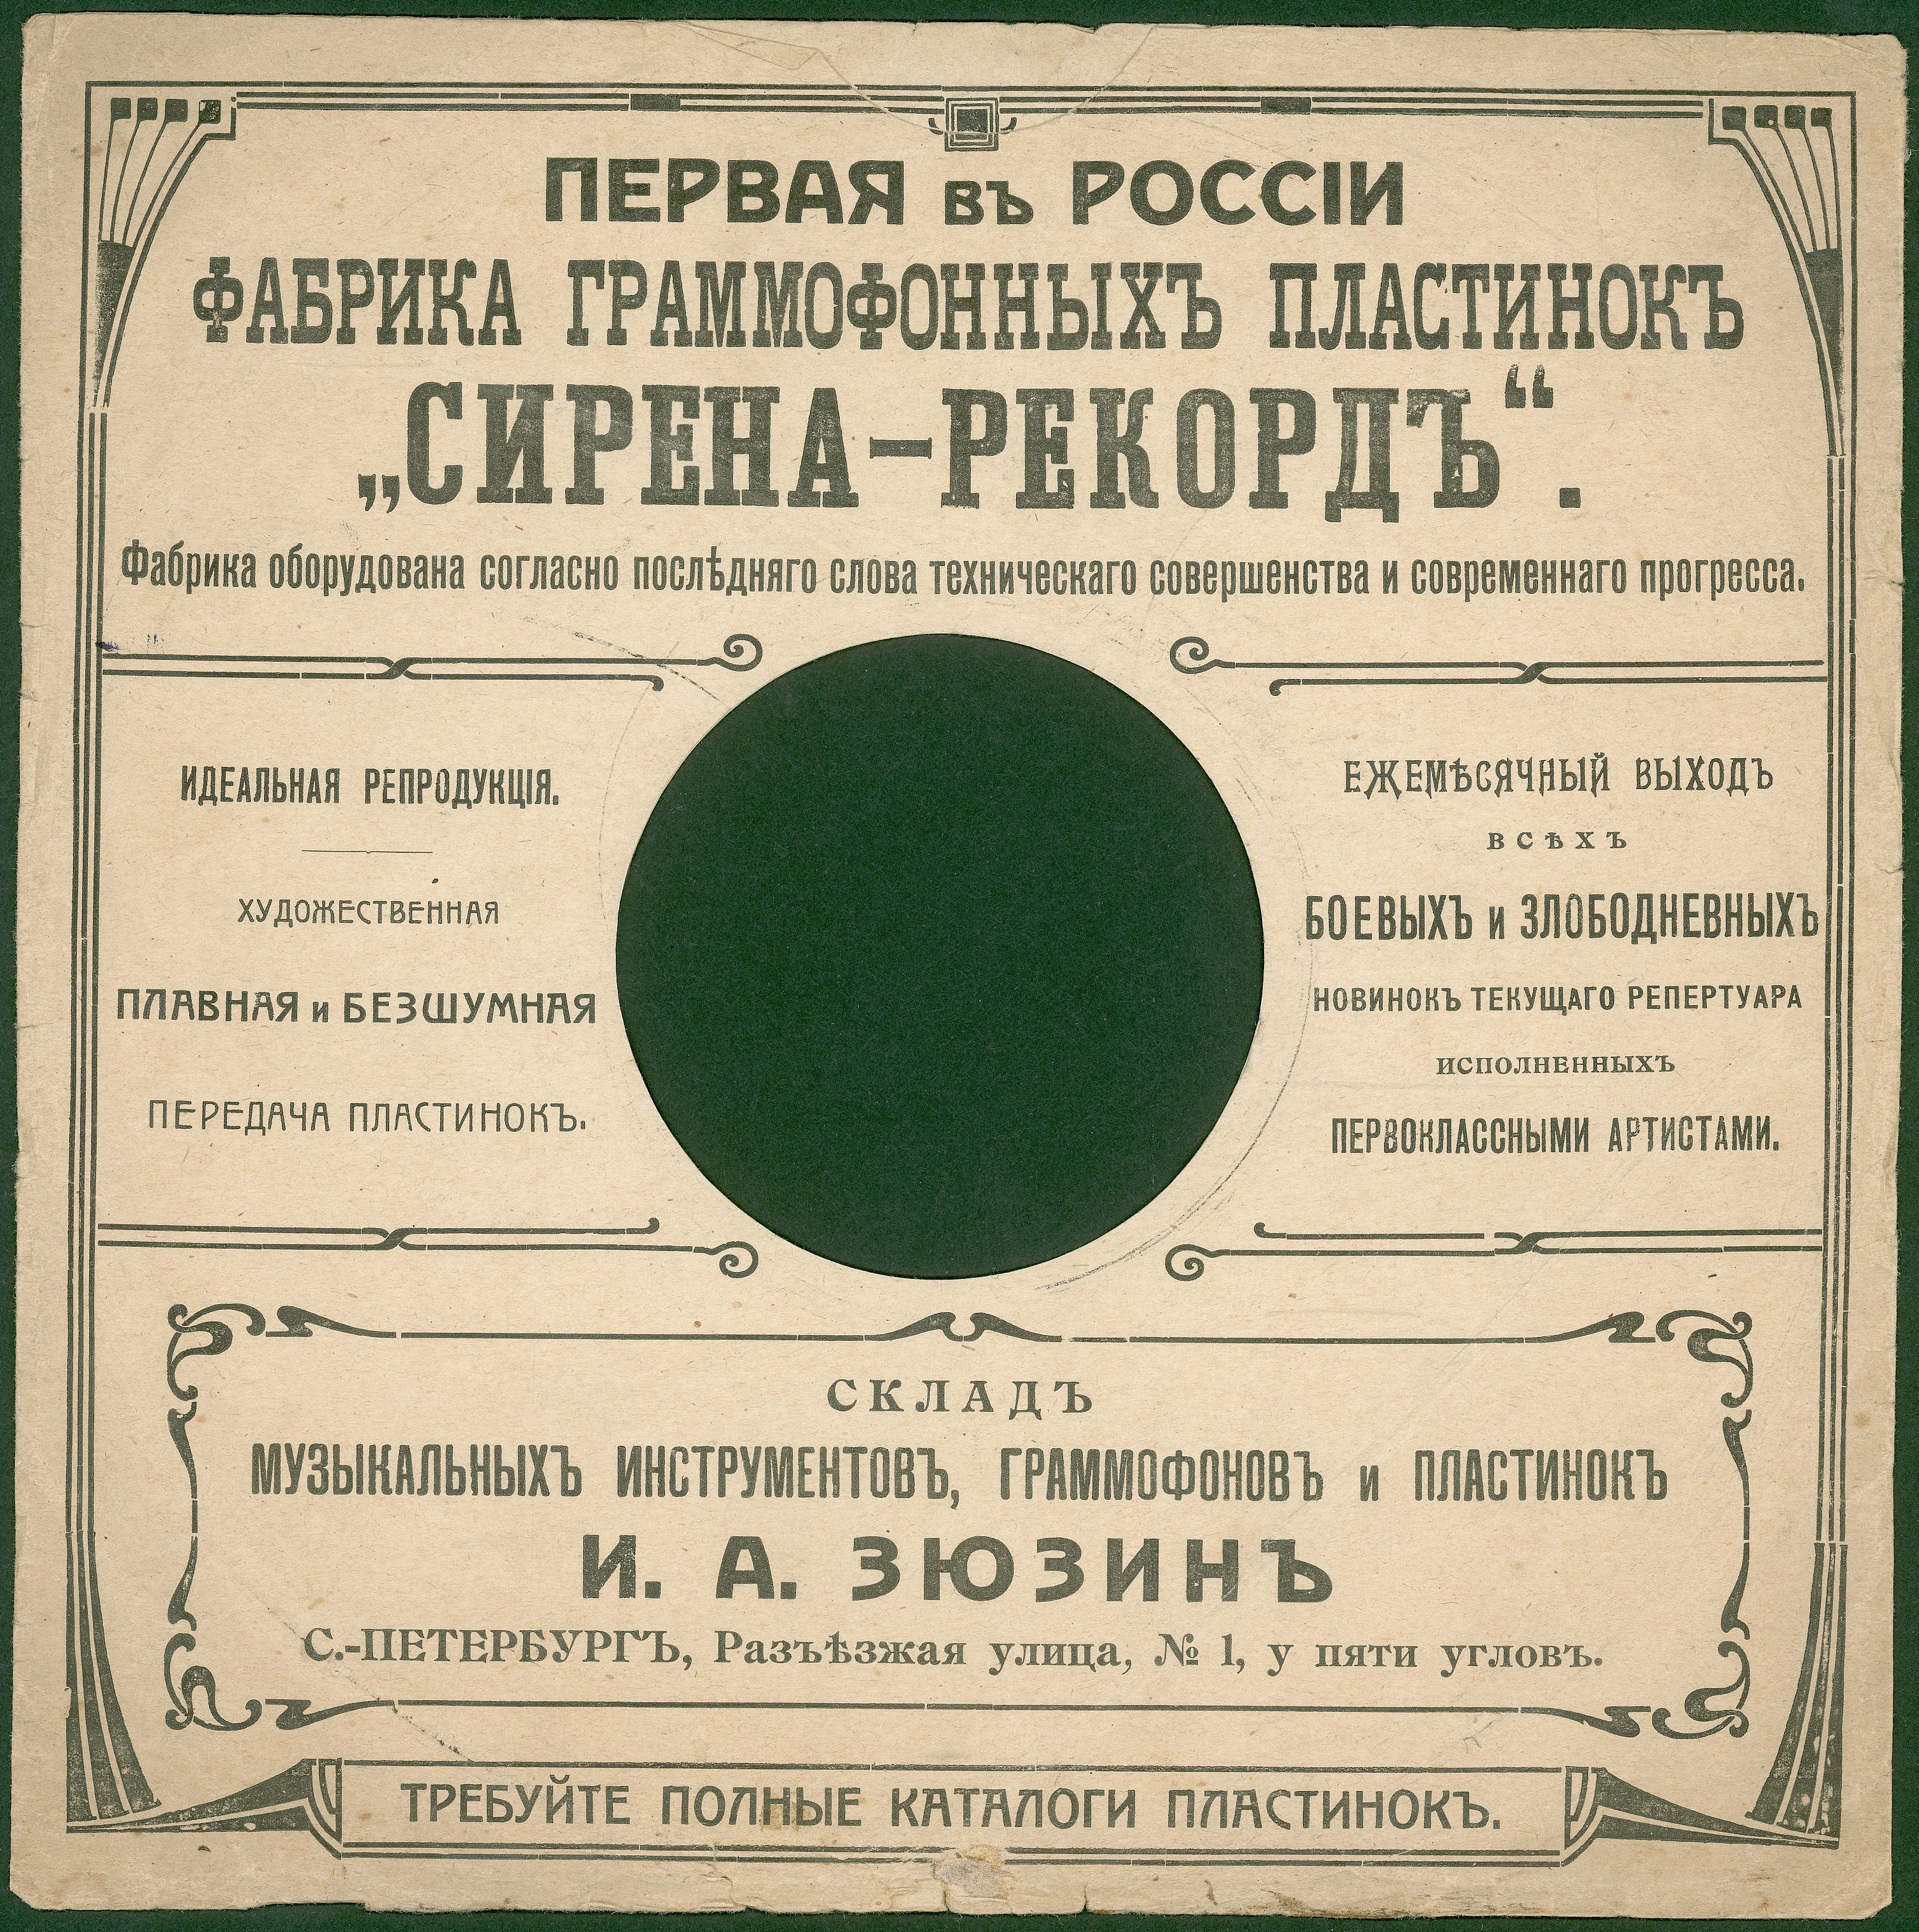 ПЕРВАЯ въ РОССІИ
ФАБРИКА ГРАММОФОННЫХЪ ПЛАСТИНОКЪ
„СИРЕНА-РЕКОРДЪ“.
Фабрика оборудована согласно послѣдняго слова техническаго совершенства и современнаго прогресса.
ИДЕАЛЬНАЯ РЕПРОДУКЦІЯ.
ХУДОЖЕСТВЕННАЯ
ПЛАВНАЯ и БЕЗШУМНАЯ
ПЕРЕДАЧА ПЛАСТИНОКЪ.
ЕЖЕМѢСЯЧНЫЙ ВЫХОДЪ
ВСѢХЪ
БОЕВЫХЪ и ЗЛОБОДНЕВНЫХЪ
НОВИНОКЪ ТЕКУЩАГО РЕПЕРТУАРА
ИСПОЛНЕННЫХЪ
ПЕРВОКЛАССНЫМИ АРТИСТАМИ.
СКЛАДЪ
МУЗЫКАЛЬНЫХЪ ИНСТРУМЕНТОВЪ, ГРАММОФОНОВЪ и ПЛАСТИНОКЪ
И. А. ЗЮЗИНЪ
С.-ПЕТЕРБУРГЪ, Разъѣзжая улица, № 1, у пяти угловъ.
ТРЕБУЙТЕ ПОЛНЫЕ КАТАЛОГИ ПЛАСТИНОКЪ.